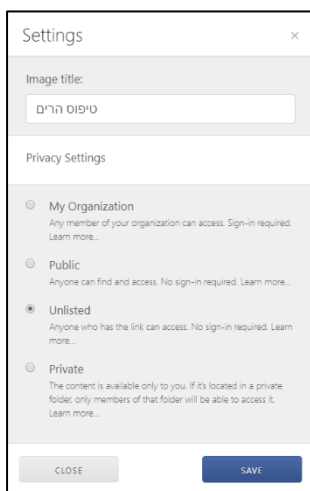 Settings
×
Image title:
טיפוס הרים
Privacy Settings
My Organization
Any member of your organization can access. Sign-in required.
Learn more...
Public
Anyone can find and access. No sign-in required. Learn more...
Unlisted
Anyone who has the link can access. No sign-in required. Learn
more...
Private
The content is available only to you. If it's located in a private
folder, only members of that folder will be able to access it.
Learn more...
CLOSE
SAVE